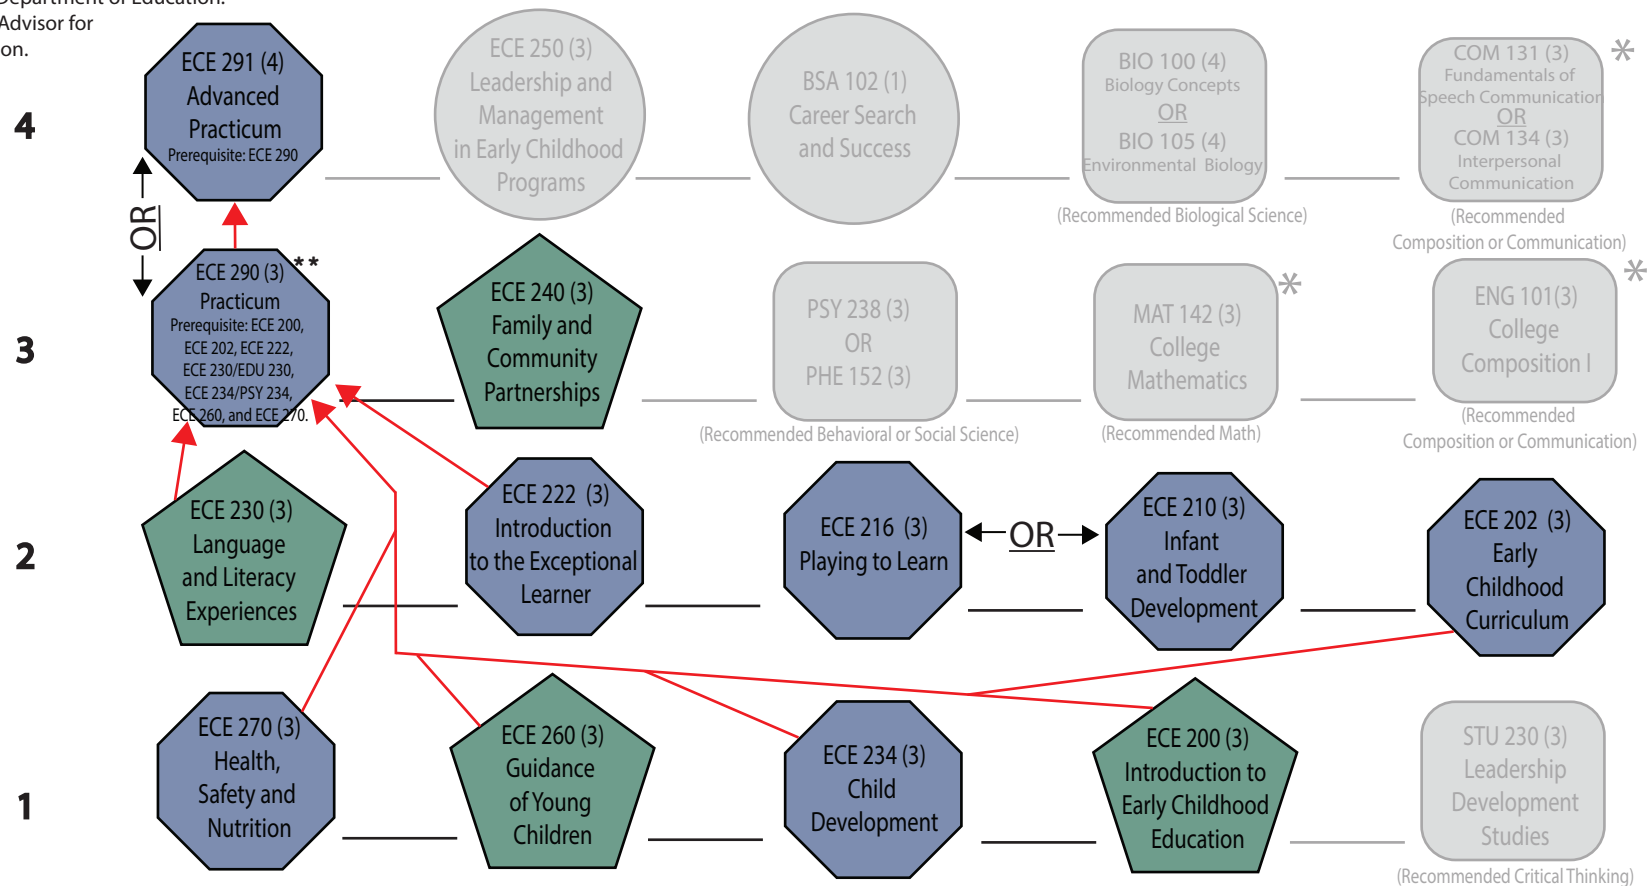 Department of Education.
Advisor for
on.
4
ECE 291 (4)
Advanced
Practicum
Prerequisite: ECE 290
ECE 250 (3)
Leadership and
Management
in Early Childhood
Programs
BSA 102 (1)
Career Search
and Success
BIO 100 (4)
Biology Concepts
OR
BIO 105 (4)
Environmental Biology
(Recommended Biological Science)
COM 131 (3)
Fundamentals of
Speech Communication
OR
COM 134 (3)
Interpersonal
Communication
*
(Recommended
Composition or Communication)
OR
3
ECE 290 (3)
**
Practicum
Prerequisite: ECE 200,
ECE 202, ECE 222,
ECE 230/EDU 230,
ECE 234/PSY 234,
ECE 260, and ECE 270.
ECE 240 (3)
Family and
Community
Partnerships
PSY 238 (3)
OR
PHE 152 (3)
(Recommended Behavioral or Social Science)
MAT 142 (3)
College
Mathematics
*
(Recommended Math)
ENG 101(3)
College
Composition I
*
(Recommended
Composition or Communication)
2
ECE 230 (3)
Language
and Literacy
Experiences
ECE 222 (3)
Introduction
to the Exceptional
Learner
ECE 216 (3)
Playing to Learn
OR
ECE 210 (3)
Infant
and Toddler
Development
ECE 202 (3)
Early
Childhood
Curriculum
1
ECE 270 (3)
Health,
Safety and
Nutrition
ECE 260 (3)
Guidance
of Young
Children
ECE 234 (3)
Child
Development
ECE 200 (3)
Introduction to
Early Childhood
Education
STU 230 (3)
Leadership
Development
Studies
(Recommended Critical Thinking)